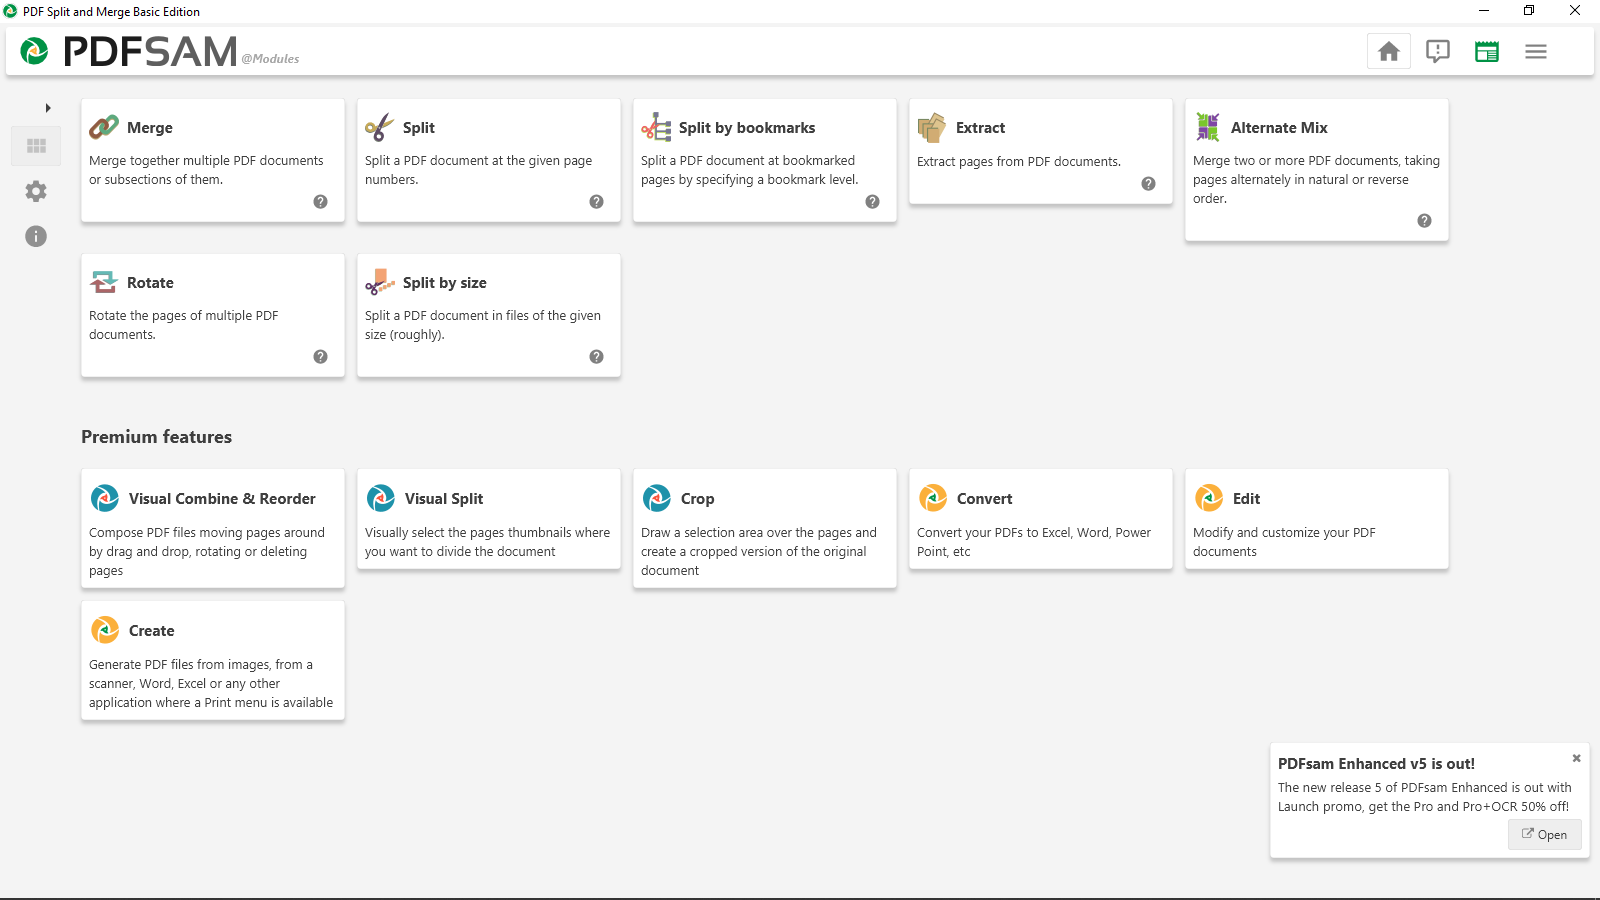 PDF Split and Merge Basic Edition
PDFSAM @Modules
Merge
Merge together multiple PDF documents
or subsections of them.
Split
Split a PDF document at the given page
numbers.
Split by bookmarks
Split a PDF document at bookmarked
pages by specifying a bookmark level.
Extract
Extract pages from PDF documents.
Alternate Mix
Merge two or more PDF documents, taking
pages alternately in natural or reverse
order.
Rotate
Rotate the pages of multiple PDF
documents.
Split by size
Split a PDF document in files of the given
size (roughly).
Premium features
Visual Combine & Reorder
Compose PDF files moving pages around
by drag and drop, rotating or deleting
pages
Visual Split
Visually select the pages thumbnails where
you want to divide the document
Crop
Draw a selection area over the pages and
create a cropped version of the original
document
Convert
Convert your PDFs to Excel, Word, Power
Point, etc
Edit
Modify and customize your PDF
documents
Create
Generate PDF files from images, from a
scanner, Word, Excel or any other
application where a Print menu is available
PDFsam Enhanced v5 is out!
The new release 5 of PDFsam Enhanced is out with
Launch promo, get the Pro and Pro+OCR 50% off!
Open